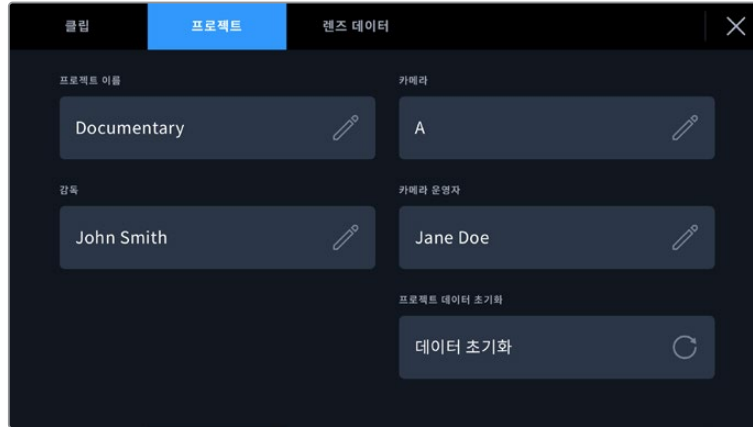 클립 프로젝트 렌즈 데이터
프로젝트 이름
Documentary
카메라
A
감독
John Smith
카메라 운영자
Jane Doe
프로젝트 데이터 초기화
데이터 초기화